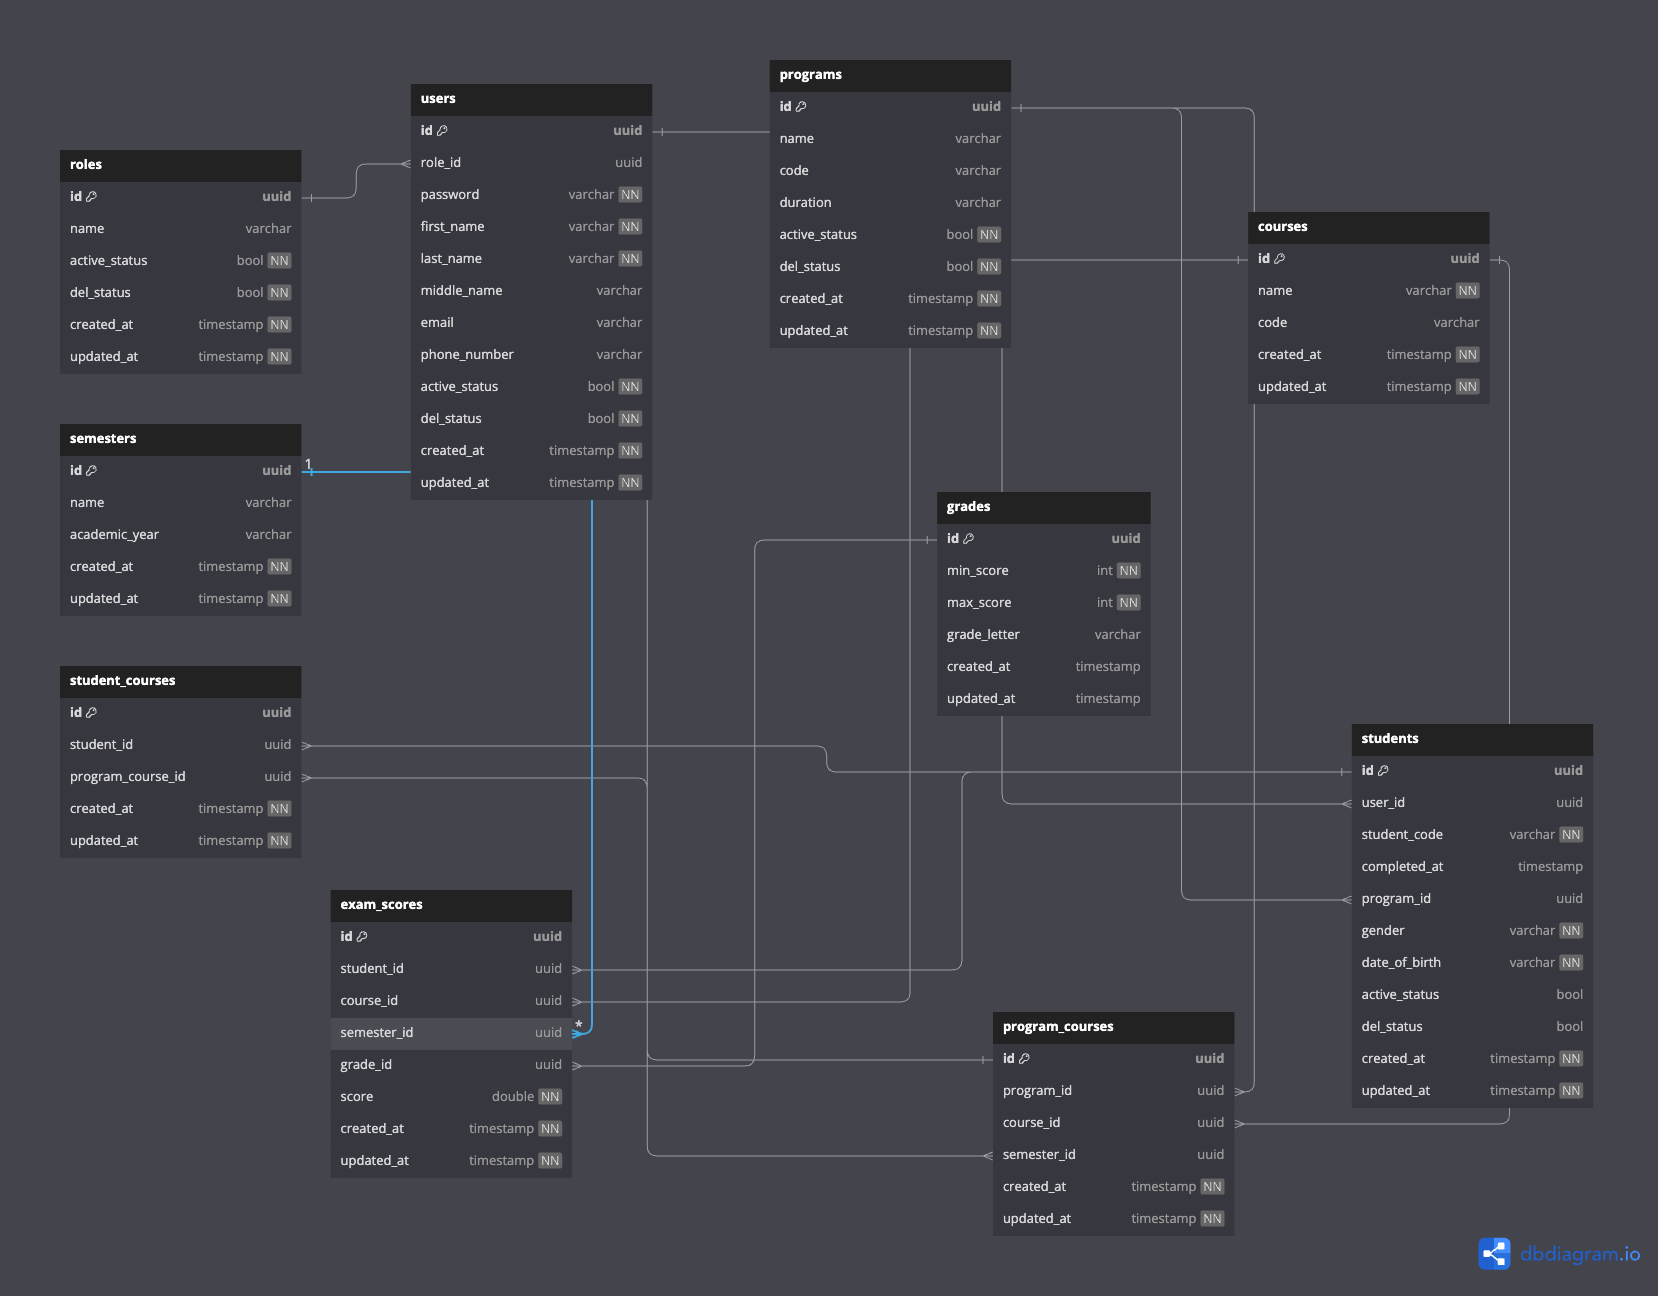 programs
id uuid
name varchar
code varchar
duration varchar
active_status bool NN
del_status bool NN
created_at timestamp NN
updated_at timestamp NN
users
id uuid
role_id uuid
password varchar NN
first_name varchar NN
last_name varchar NN
middle_name varchar
email varchar
phone_number varchar
active_status bool NN
del_status bool NN
created_at timestamp NN
updated_at timestamp NN
roles
id uuid
name varchar
active_status bool NN
del_status bool NN
created_at timestamp NN
updated_at timestamp NN
courses
id uuid
name varchar NN
code varchar
created_at timestamp NN
updated_at timestamp NN
semesters
id uuid 1
name varchar
academic_year varchar
created_at timestamp NN
updated_at timestamp NN
grades
id uuid
min_score int NN
max_score int NN
grade_letter varchar
created_at timestamp
updated_at timestamp
student_courses
id uuid
student_id uuid
program_course_id uuid
created_at timestamp NN
updated_at timestamp NN
students
id uuid
user_id uuid
student_code varchar NN
completed_at timestamp
program_id uuid
gender varchar NN
date_of_birth varchar NN
active_status bool
del_status bool
created_at timestamp NN
updated_at timestamp NN
exam_scores
id uuid
student_id uuid
course_id uuid
semester_id uuid *
grade_id uuid
score double NN
created_at timestamp NN
updated_at timestamp NN
program_courses
id uuid
program_id uuid
course_id uuid
semester_id uuid
created_at timestamp NN
updated_at timestamp NN
dbdiagram.io